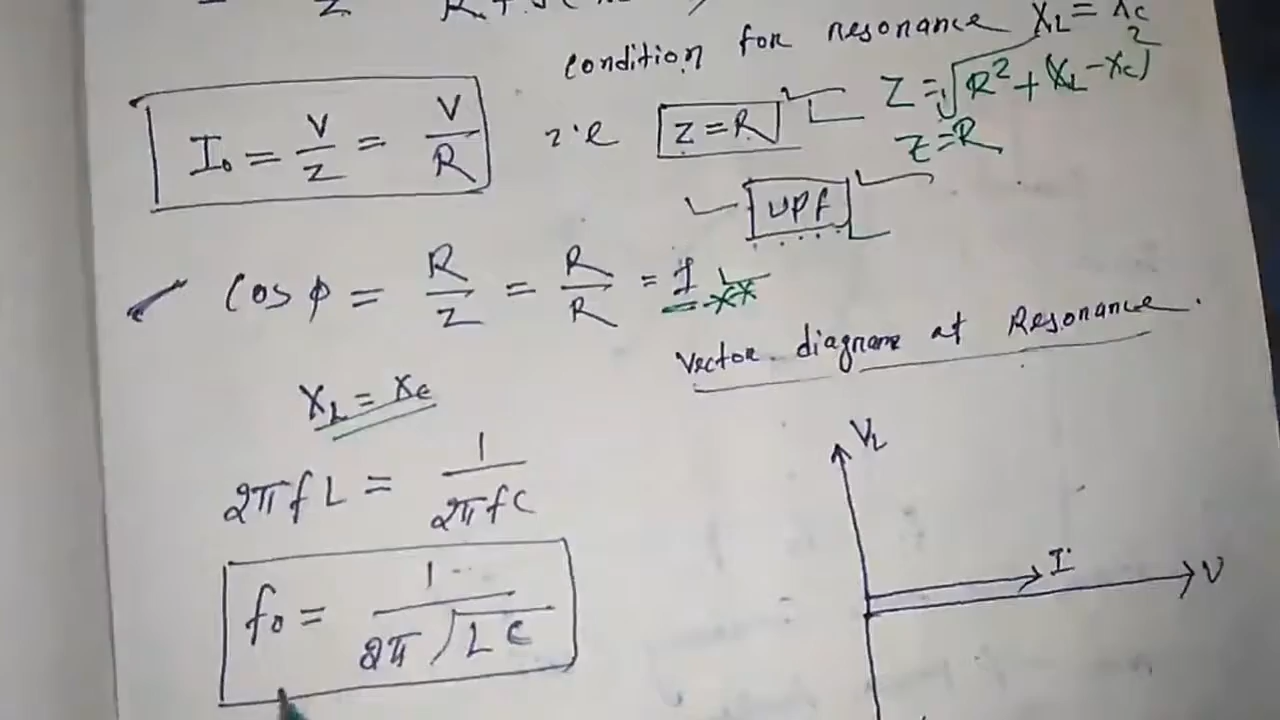 condition for resonance X_L = X_C
I₀ = V/Z = V/R
i.e Z = R
Z = √R² + (X_L - X_C)²
Z = R
UPf
Cos φ = R/Z = R/R = 1
Vector diagrame at Resonance.
X_L = X_C
2πfL = 1/2πfC
f₀ = 1/2π√LC
V_L
I
V